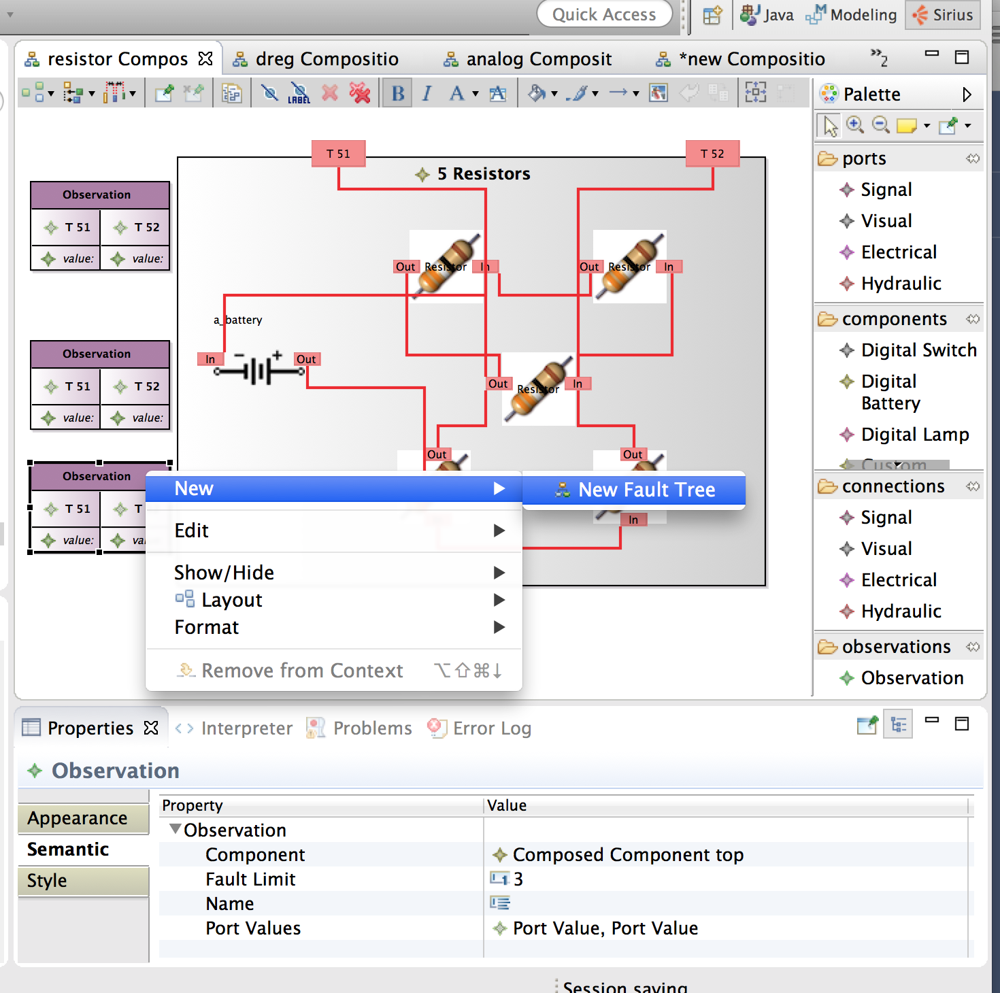 Quick Access
Java
Modeling
Sirius
resistor Compos
dreg Compositio
analog Composit
*new Compositio
»2
LABEL
B I A A
Palette
T 51
T 52
5 Resistors
ports
Signal
Visual
Electrical
Hydraulic
Observation
T 51 T 52
value: value:
Out Resistor In
Out Resistor In
a_battery
In
Out
components
Digital Switch
Digital
Battery
Digital Lamp
Custom
Observation
T 51 T 52
value: value:
Out Resistor In
Out
Out
Observation
T 51 T
value: va
In
New
New Fault Tree
Edit
Show/Hide
Layout
Format
Remove from Context ⌥⇧⌘↓
connections
Signal
Visual
Electrical
Hydraulic
observations
Observation
Properties
Interpreter
Problems
Error Log
Observation
Appearance
Semantic
Style
Property Value
Observation
Component Composed Component top
Fault Limit 3
Name
Port Values Port Value, Port Value
Session saving